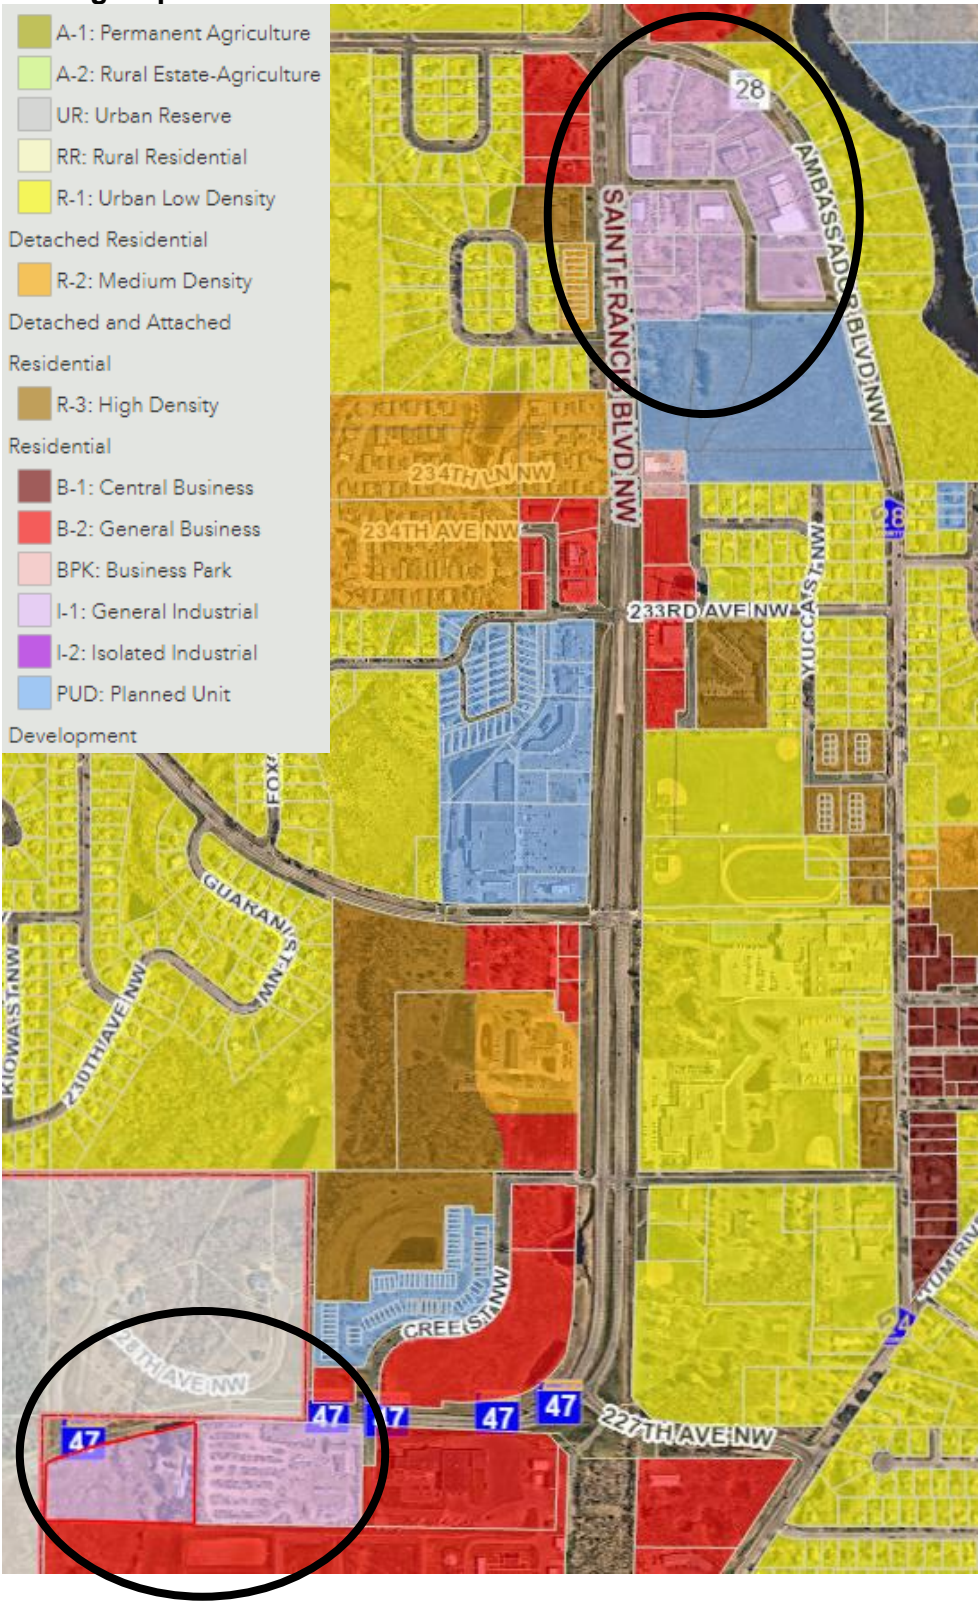 A-1: Permanent Agriculture
A-2: Rural Estate-Agriculture
UR: Urban Reserve
RR: Rural Residential
R-1: Urban Low Density
Detached Residential
R-2: Medium Density
Detached and Attached
Residential
R-3: High Density
Residential
B-1: Central Business
B-2: General Business
BPK: Business Park
I-1: General Industrial
I-2: Isolated Industrial
PUD: Planned Unit
Development
28
AMBASSADOR BLVD NW
SAINT FRANCIS BLVD NW
234TH LN NW
234TH AVE NW
28
233RD AVE NW
YUCCA ST NW
GUARANI ST NW
KIOWA ST NW
230TH AVE NW
CREE ST NW
24
28TH AVE NW
47
47
47
47
47
227TH AVE NW